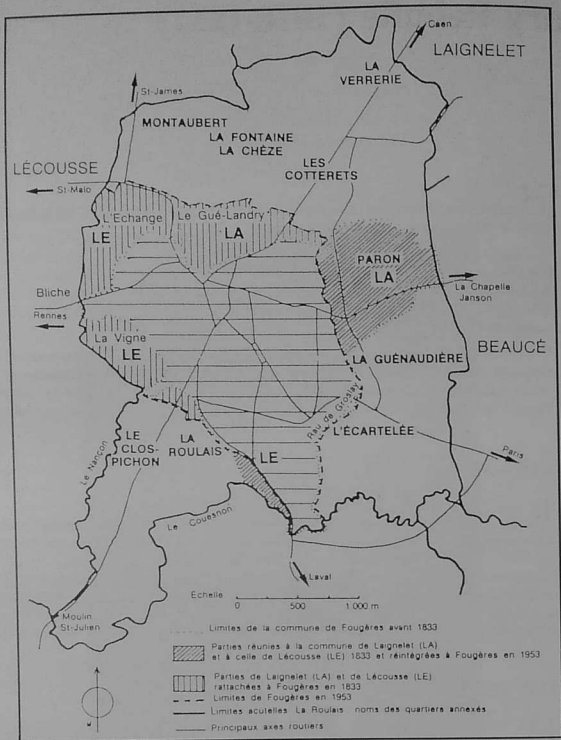 Caen
LAIGNELET
LA
VERRERIE
St-James
MONTAUBERT
LA FONTAINE
LA CHÈZE
LÉCOUSSE
LES
COTTERETS
St-Malo
L'Echange
Le Gué-Landry
LE
LA
PARON
LA
La Chapelle
Janson
Bliche
Rennes
La Vigne
LE
BEAUCÉ
LA GUÉNAUDIÈRE
Rau de Groslay
L'ÉCARTELÉE
LE
CLOS-
PICHON
LA
ROULAIS
LE
Paris
Le Nançon
Le Couesnon
Laval
Moulin
St-Julien
Echelle
0 500 1 000 m
Limites de la commune de Fougères avant 1833
Parties réunies à la commune de Laignelet (LA)
et à celle de Lécousse (LE) 1833 et réintégrées à Fougères en 1953
Parties de Laignelet (LA) et de Lécousse (LE)
rattachées à Fougères en 1833
Limites de Fougères en 1953
Limites acutelles La Roulais noms des quartiers annexés
Principaux axes routiers